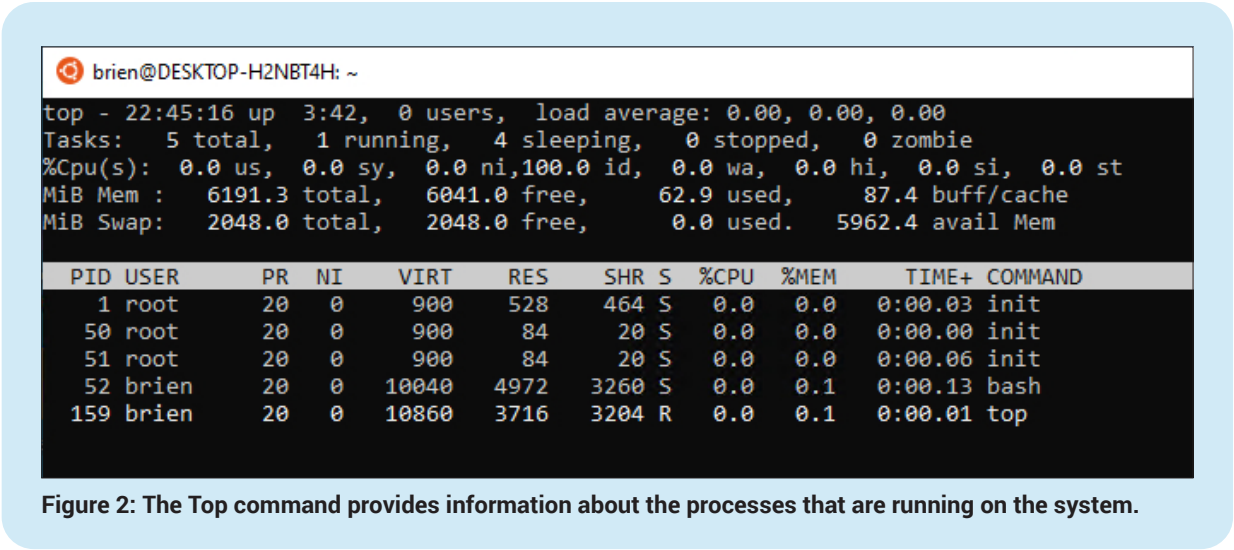 brien@DESKTOP-H2NBT4H: ~
top - 22:45:16 up  3:42,  0 users,  load average: 0.00, 0.00, 0.00
Tasks:   5 total,   1 running,   4 sleeping,   0 stopped,   0 zombie
%Cpu(s):  0.0 us,  0.0 sy,  0.0 ni,100.0 id,  0.0 wa,  0.0 hi,  0.0 si,  0.0 st
MiB Mem :   6191.3 total,   6041.0 free,     62.9 used,     87.4 buff/cache
MiB Swap:   2048.0 total,   2048.0 free,      0.0 used.   5962.4 avail Mem
  PID USER      PR  NI    VIRT    RES    SHR S  %CPU  %MEM     TIME+ COMMAND
    1 root      20   0     900    528    464 S   0.0   0.0   0:00.03 init
   50 root      20   0     900     84     20 S   0.0   0.0   0:00.00 init
   51 root      20   0     900     84     20 S   0.0   0.0   0:00.06 init
   52 brien     20   0   10040   4972   3260 S   0.0   0.1   0:00.13 bash
  159 brien     20   0   10860   3716   3204 R   0.0   0.1   0:00.01 top
Figure 2: The Top command provides information about the processes that are running on the system.